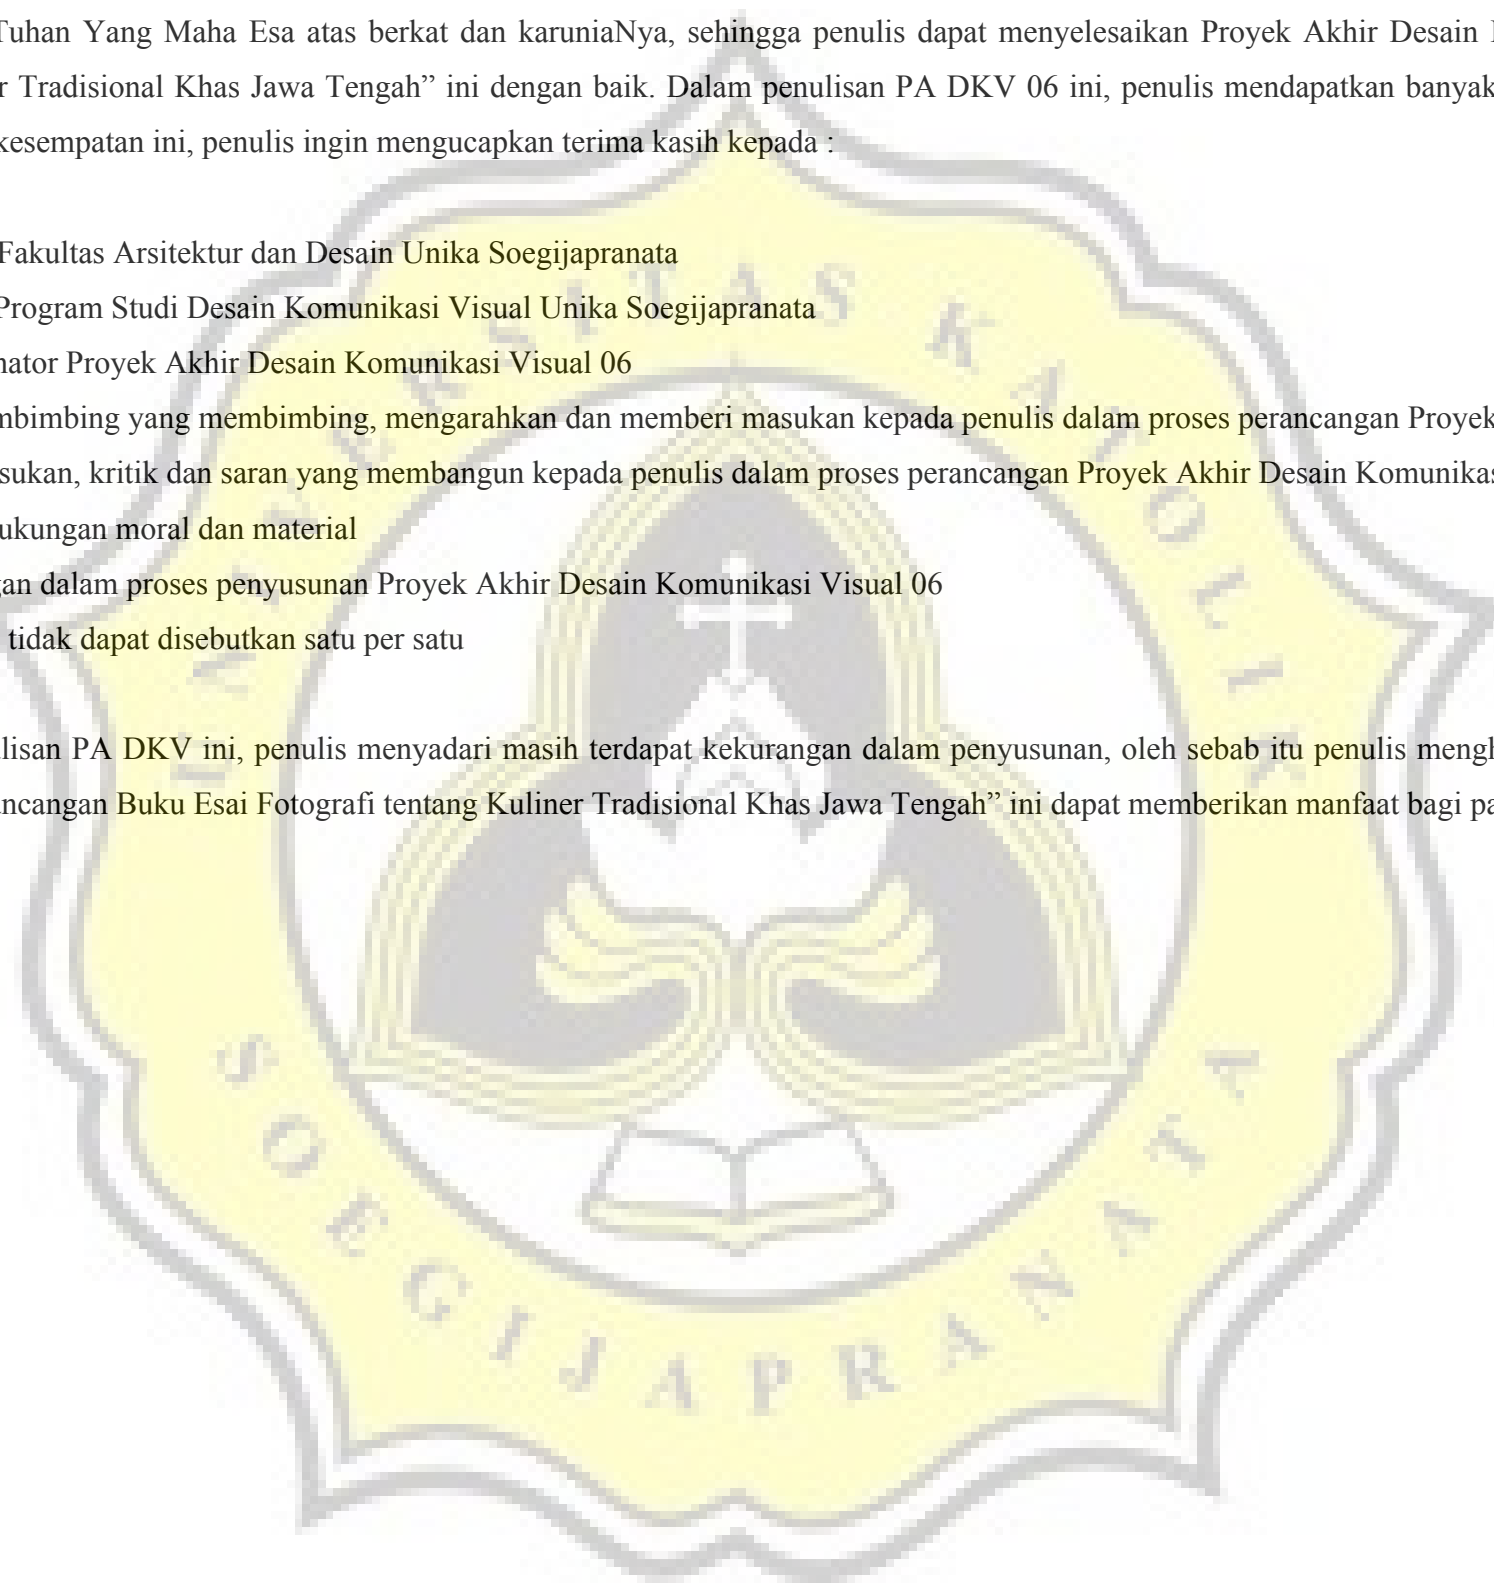 Tuhan Yang Maha Esa atas berkat dan karuniaNya, sehingga penulis dapat menyelesaikan Proyek Akhir Desain
r Tradisional Khas Jawa Tengah” ini dengan baik. Dalam penulisan PA DKV 06 ini, penulis mendapatkan banyak
kesempatan ini, penulis ingin mengucapkan terima kasih kepada :
Fakultas Arsitektur dan Desain Unika Soegijapranata
Program Studi Desain Komunikasi Visual Unika Soegijapranata
nator Proyek Akhir Desain Komunikasi Visual 06
mbimbing yang membimbing, mengarahkan dan memberi masukan kepada penulis dalam proses perancangan Proyek
sukan, kritik dan saran yang membangun kepada penulis dalam proses perancangan Proyek Akhir Desain Komunikas
ukungan moral dan material
gan dalam proses penyusunan Proyek Akhir Desain Komunikasi Visual 06
tidak dapat disebutkan satu per satu
lisan PA DKV ini, penulis menyadari masih terdapat kekurangan dalam penyusunan, oleh sebab itu penulis mengh
ncangan Buku Esai Fotografi tentang Kuliner Tradisional Khas Jawa Tengah” ini dapat memberikan manfaat bagi pa
UNIVERSITAS KATOLIK
SOEGIJAPRANATA